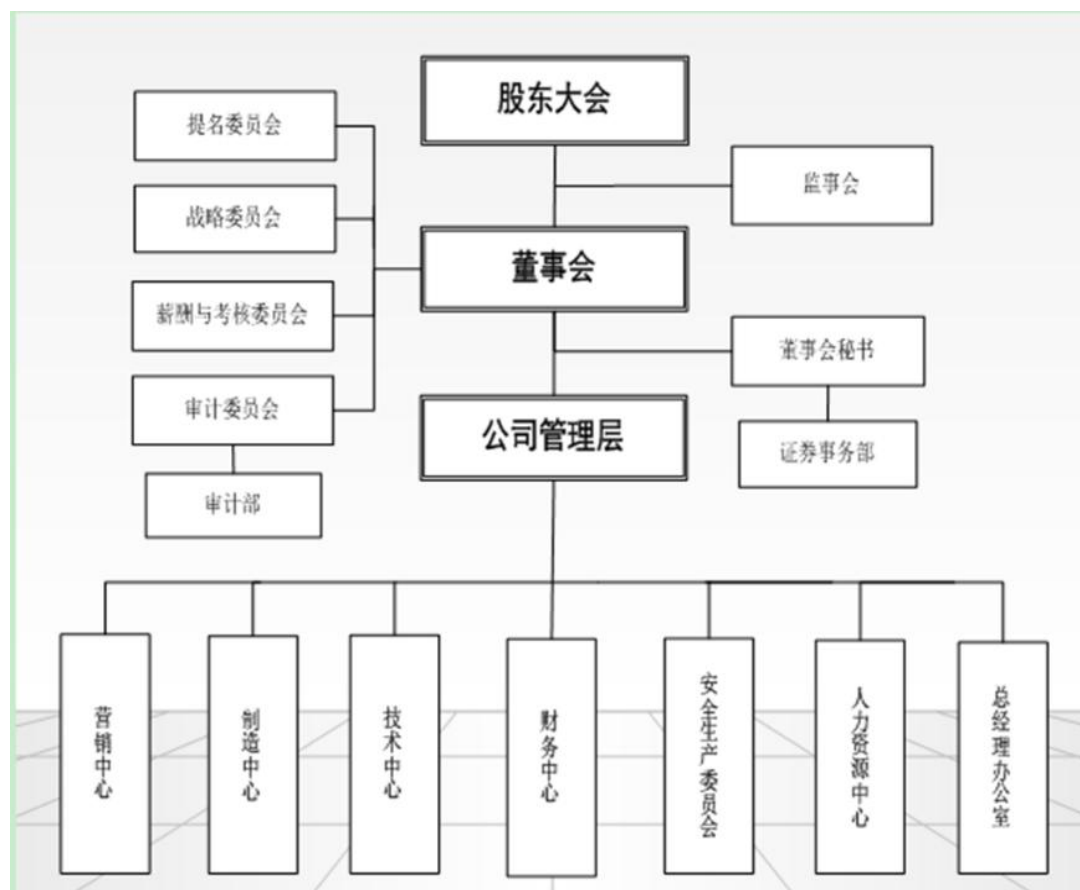 股东大会
提名委员会
监事会
战略委员会
董事会
薪酬与考核委员会
董事会秘书
审计委员会
公司管理层
证券事务部
审计部
营销中心
制造中心
技术中心
财务中心
安全生产委员会
人力资源中心
总经理办公室